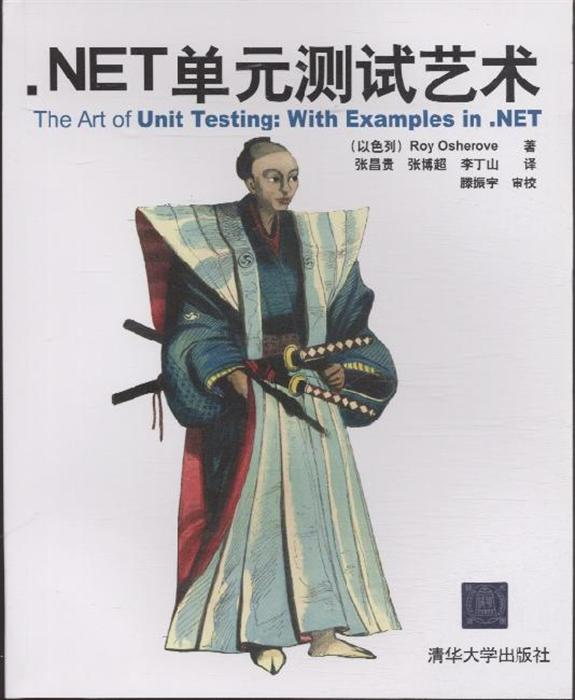 .NET单元测试艺术
The Art of Unit Testing: With Examples in .NET
（以色列）Roy Osherove 著
张昌贵 张博超 李丁山 译
滕振宇 审校
清华大学出版社